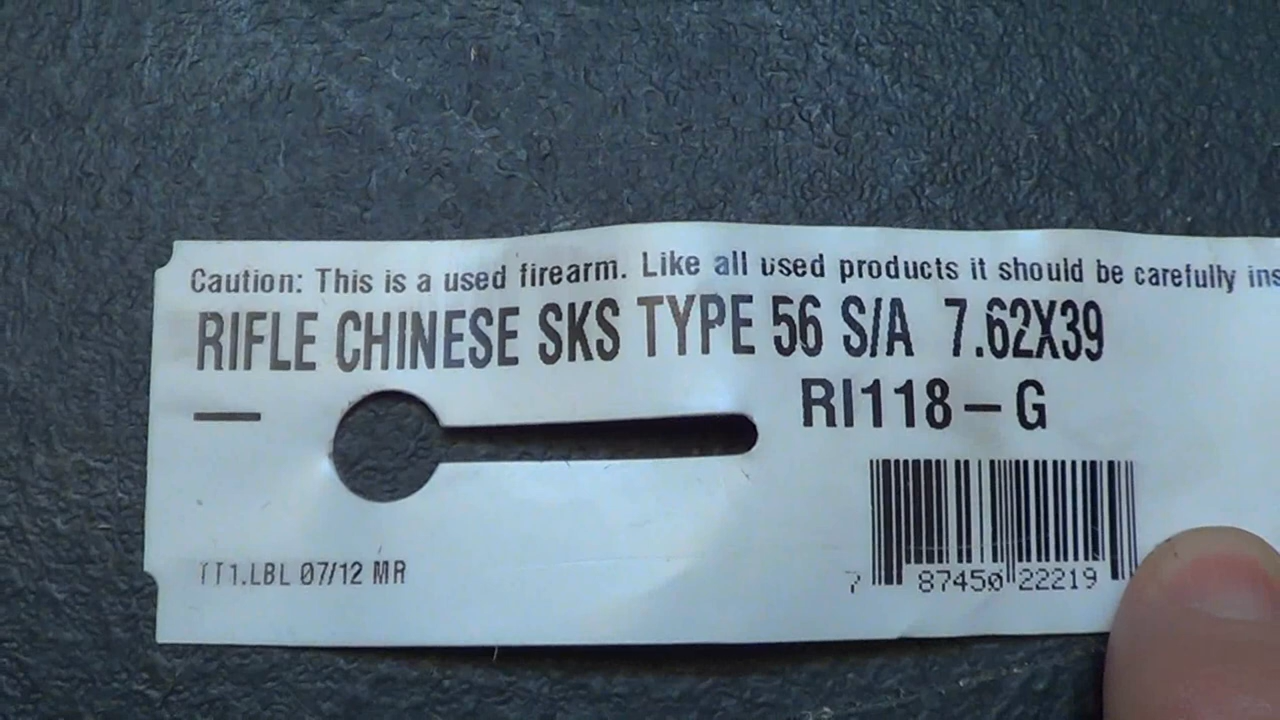 Caution: This is a used firearm. Like all used products it should be carefully ins
RIFLE CHINESE SKS TYPE 56 S/A 7.62X39
RI118-G
TT1.LBL 07/12 MR
7 87450 22219